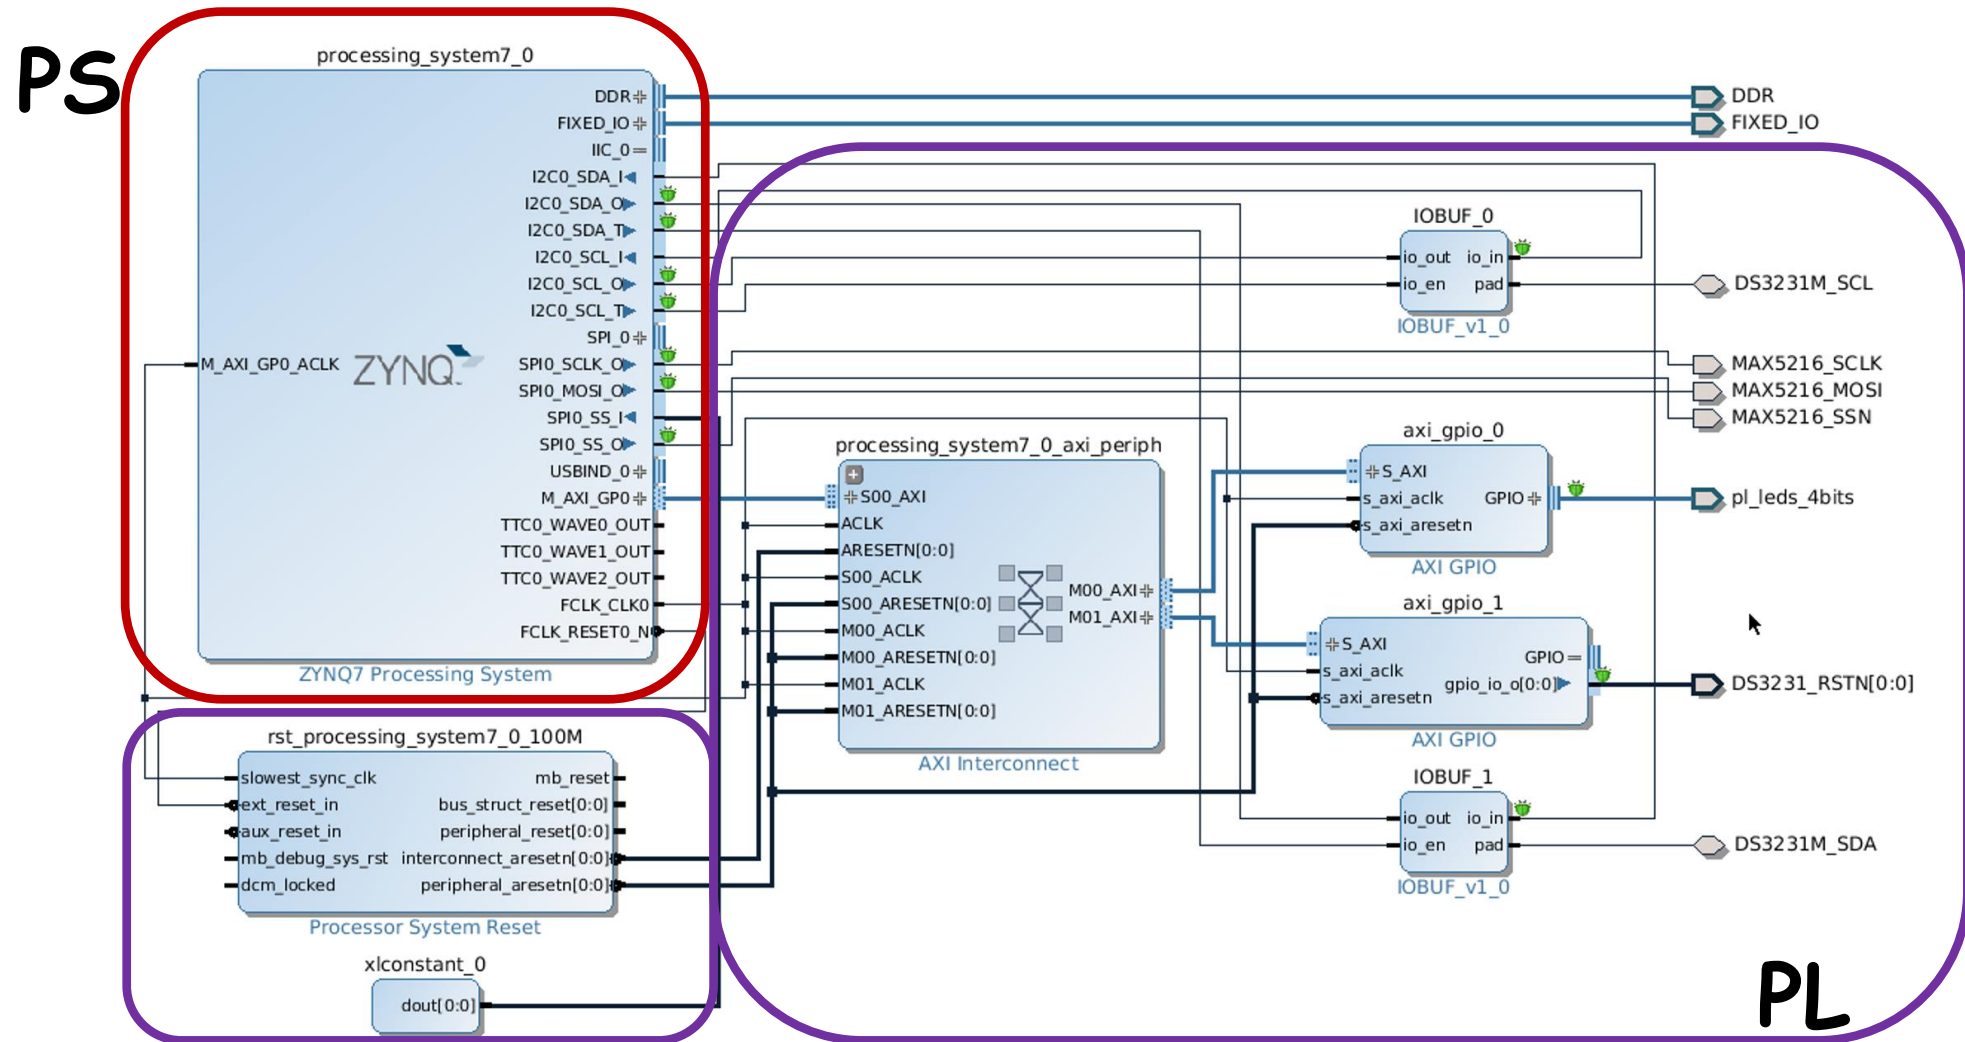 PS
processing_system7_0
DDR
FIXED_IO
IIC_0
I2C0_SDA_I
I2C0_SDA_O
I2C0_SDA_T
I2C0_SCL_I
I2C0_SCL_O
I2C0_SCL_T
SPI_0
SPI0_SCLK_O
SPI0_MOSI_O
SPI0_SS_I
SPI0_SS_O
USBIND_0
M_AXI_GP0
TTC0_WAVE0_OUT
TTC0_WAVE1_OUT
TTC0_WAVE2_OUT
FCLK_CLK0
FCLK_RESET0_N
M_AXI_GP0_ACLK
ZYNQ
ZYNQ7 Processing System
rst_processing_system7_0_100M
slowest_sync_clk mb_reset
ext_reset_in bus_struct_reset[0:0]
aux_reset_in peripheral_reset[0:0]
mb_debug_sys_rst interconnect_aresetn[0:0]
dcm_locked peripheral_aresetn[0:0]
Processor System Reset
xlconstant_0
dout[0:0]
processing_system7_0_axi_periph
S00_AXI
ACLK
ARESETN[0:0]
S00_ACLK
S00_ARESETN[0:0]
M00_ACLK
M00_ARESETN[0:0]
M01_ACLK
M01_ARESETN[0:0]
M00_AXI
M01_AXI
AXI Interconnect
IOBUF_0
io_out io_in
io_en pad
IOBUF_v1_0
axi_gpio_0
S_AXI
s_axi_aclk GPIO
s_axi_aresetn
AXI GPIO
axi_gpio_1
S_AXI
GPIO
s_axi_aclk
gpio_io_o[0:0]
s_axi_aresetn
AXI GPIO
IOBUF_1
io_out io_in
io_en pad
IOBUF_v1_0
DDR
FIXED_IO
DS3231M_SCL
MAX5216_SCLK
MAX5216_MOSI
MAX5216_SSN
pl_leds_4bits
DS3231_RSTN[0:0]
DS3231M_SDA
PL